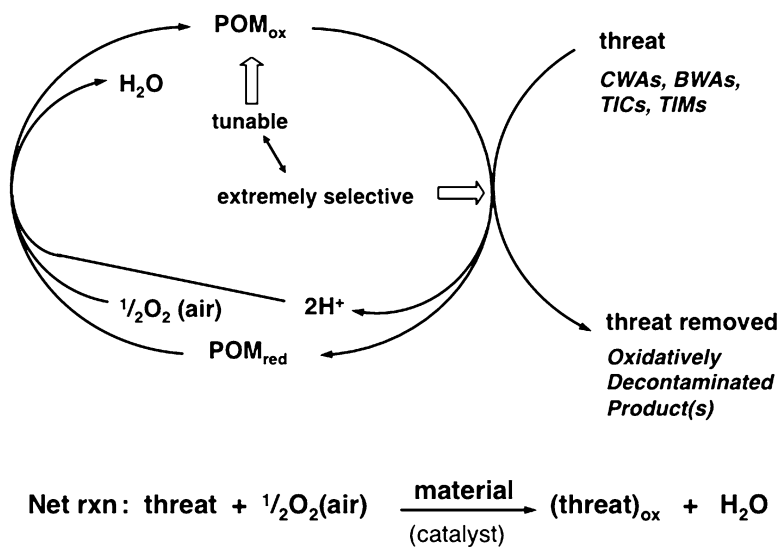 POMox
threat
H2O
CWAs, BWAs,
TICs, TIMs
tunable
extremely selective
1/2O2 (air)
2H+
threat removed
POMred
Oxidatively
Decontaminated
Product(s)
Net rxn: threat + 1/2O2(air) material (threat)ox + H2O
(catalyst)